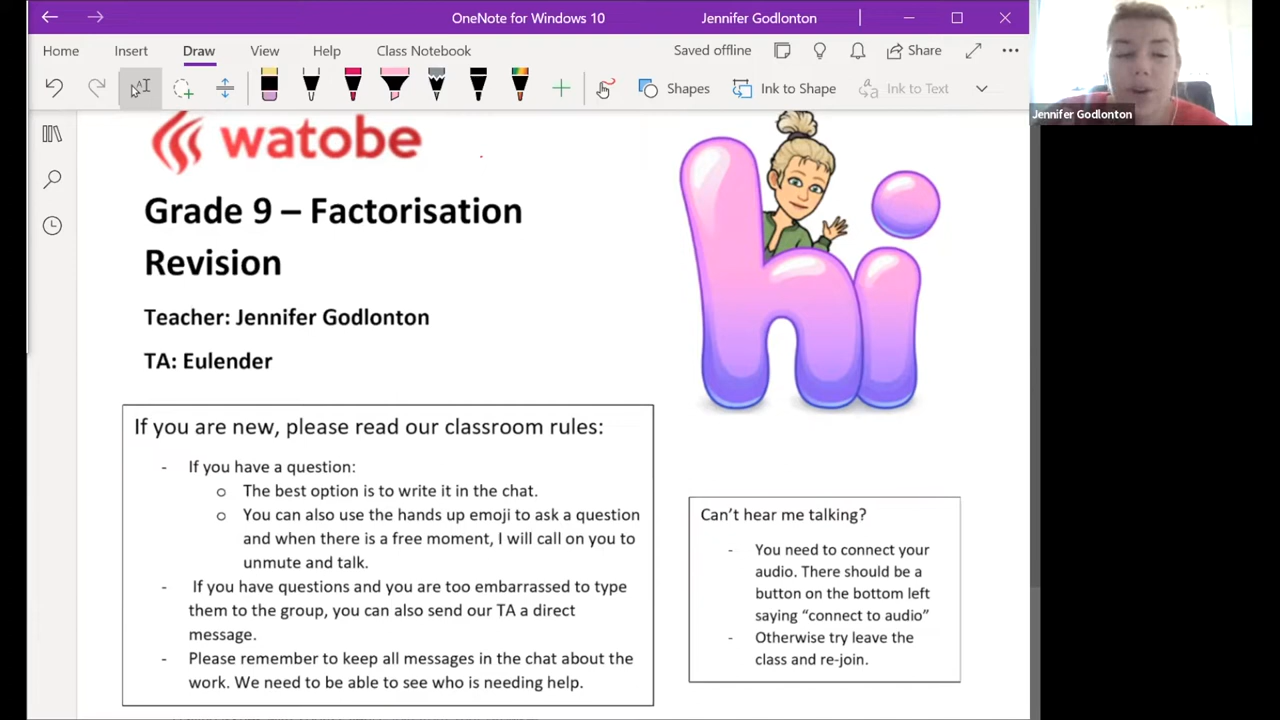 OneNote for Windows 10
Jennifer Godlonton
Home
Insert
Draw
View
Help
Class Notebook
Saved offline
Share
Shapes
Ink to Shape
Ink to Text
Jennifer Godlonton
watobe
hi
Grade 9 – Factorisation
Revision
Teacher: Jennifer Godlonton
TA: Eulender
If you are new, please read our classroom rules:
- If you have a question:
o The best option is to write it in the chat.
o You can also use the hands up emoji to ask a question
and when there is a free moment, I will call on you to
unmute and talk.
- If you have questions and you are too embarrassed to type
them to the group, you can also send our TA a direct
message.
- Please remember to keep all messages in the chat about the
work. We need to be able to see who is needing help.
Can't hear me talking?
- You need to connect your
audio. There should be a
button on the bottom left
saying "connect to audio"
- Otherwise try leave the
class and re-join.